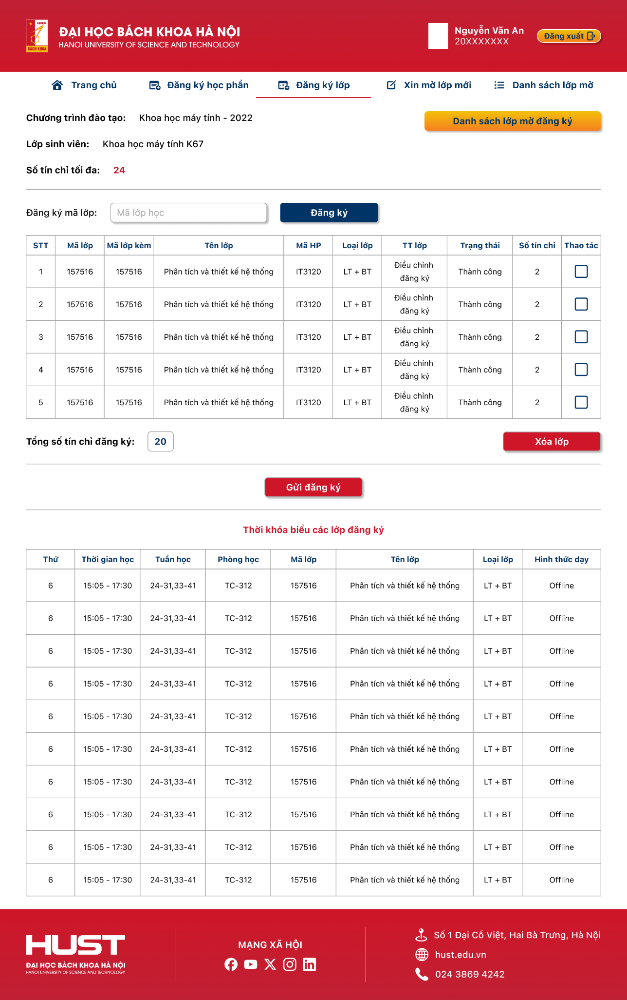 ĐẠI HỌC
BÁCH KHOA
ĐẠI HỌC BÁCH KHOA HÀ NỘI
HANOI UNIVERSITY OF SCIENCE AND TECHNOLOGY
Nguyễn Văn An
20XXXXXXX
Đăng xuất
Trang chủ Đăng ký học phần Đăng ký lớp Xin mở lớp mới Danh sách lớp mở
Chương trình đào tạo: Khoa học máy tính - 2022
Danh sách lớp mở đăng ký
Lớp sinh viên: Khoa học máy tính K67
Số tín chỉ tối đa: 24
Đăng ký mã lớp: Mã lớp học Đăng ký
STT Mã lớp Mã lớp kèm Tên lớp Mã HP Loại lớp TT lớp Trạng thái Số tín chỉ Thao tác
1 157516 157516 Phân tích và thiết kế hệ thống IT3120 LT + BT Điều chỉnh đăng ký Thành công 2
2 157516 157516 Phân tích và thiết kế hệ thống IT3120 LT + BT Điều chỉnh đăng ký Thành công 2
3 157516 157516 Phân tích và thiết kế hệ thống IT3120 LT + BT Điều chỉnh đăng ký Thành công 2
4 157516 157516 Phân tích và thiết kế hệ thống IT3120 LT + BT Điều chỉnh đăng ký Thành công 2
5 157516 157516 Phân tích và thiết kế hệ thống IT3120 LT + BT Điều chỉnh đăng ký Thành công 2
Tổng số tín chỉ đăng ký: 20 Xóa lớp
Gửi đăng ký
Thời khóa biểu các lớp đăng ký
Thứ Thời gian học Tuần học Phòng học Mã lớp Tên lớp Loại lớp Hình thức dạy
6 15:05 - 17:30 24-31,33-41 TC-312 157516 Phân tích và thiết kế hệ thống LT + BT Offline
6 15:05 - 17:30 24-31,33-41 TC-312 157516 Phân tích và thiết kế hệ thống LT + BT Offline
6 15:05 - 17:30 24-31,33-41 TC-312 157516 Phân tích và thiết kế hệ thống LT + BT Offline
6 15:05 - 17:30 24-31,33-41 TC-312 157516 Phân tích và thiết kế hệ thống LT + BT Offline
6 15:05 - 17:30 24-31,33-41 TC-312 157516 Phân tích và thiết kế hệ thống LT + BT Offline
6 15:05 - 17:30 24-31,33-41 TC-312 157516 Phân tích và thiết kế hệ thống LT + BT Offline
6 15:05 - 17:30 24-31,33-41 TC-312 157516 Phân tích và thiết kế hệ thống LT + BT Offline
6 15:05 - 17:30 24-31,33-41 TC-312 157516 Phân tích và thiết kế hệ thống LT + BT Offline
6 15:05 - 17:30 24-31,33-41 TC-312 157516 Phân tích và thiết kế hệ thống LT + BT Offline
6 15:05 - 17:30 24-31,33-41 TC-312 157516 Phân tích và thiết kế hệ thống LT + BT Offline
HUST
ĐẠI HỌC BÁCH KHOA HÀ NỘI
HANOI UNIVERSITY OF SCIENCE AND TECHNOLOGY
MẠNG XÃ HỘI
Số 1 Đại Cồ Việt, Hai Bà Trưng, Hà Nội
hust.edu.vn
024 3869 4242